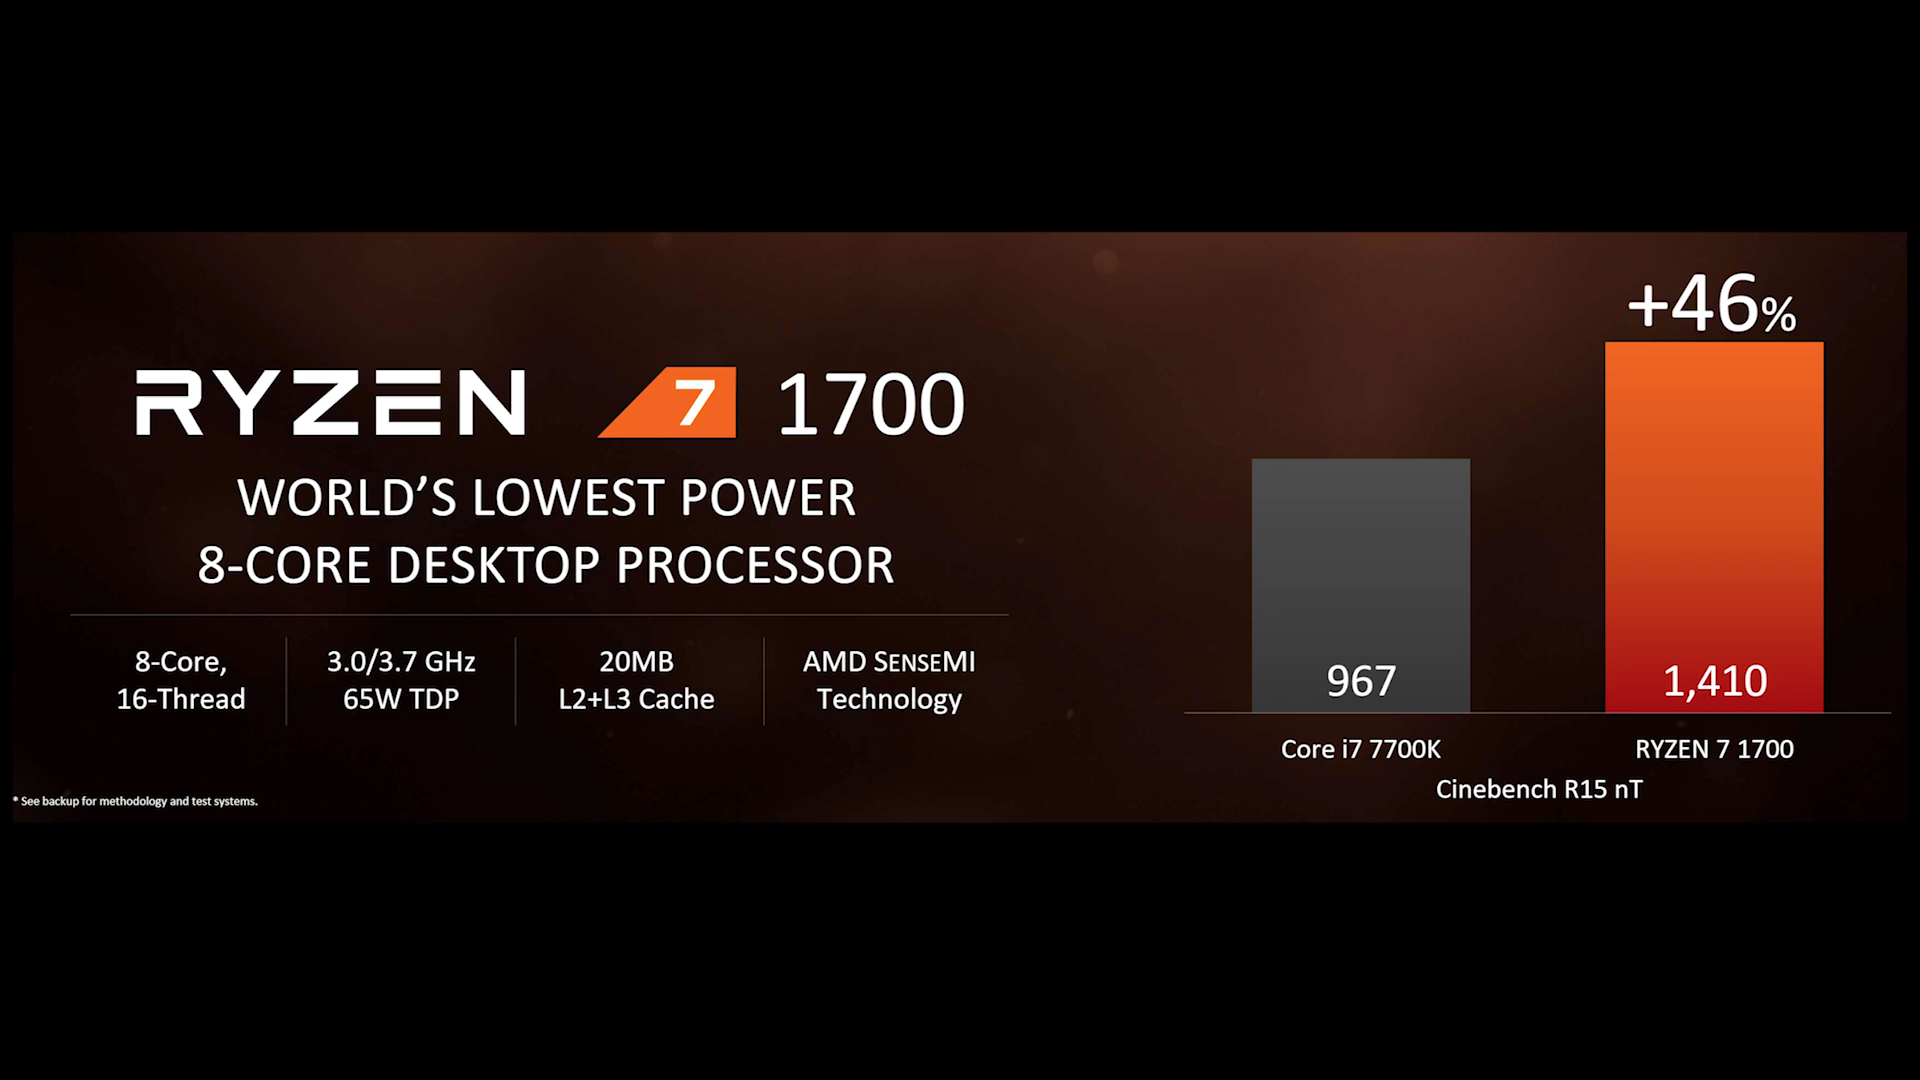 RYZEN 7 1700
WORLD’S LOWEST POWER
8-CORE DESKTOP PROCESSOR
8-Core,
16-Thread
3.0/3.7 GHz
65W TDP
20MB
L2+L3 Cache
AMD SENSEMI
Technology
* See backup for methodology and test systems.
+46%
967
1,410
Core i7 7700K
RYZEN 7 1700
Cinebench R15 nT